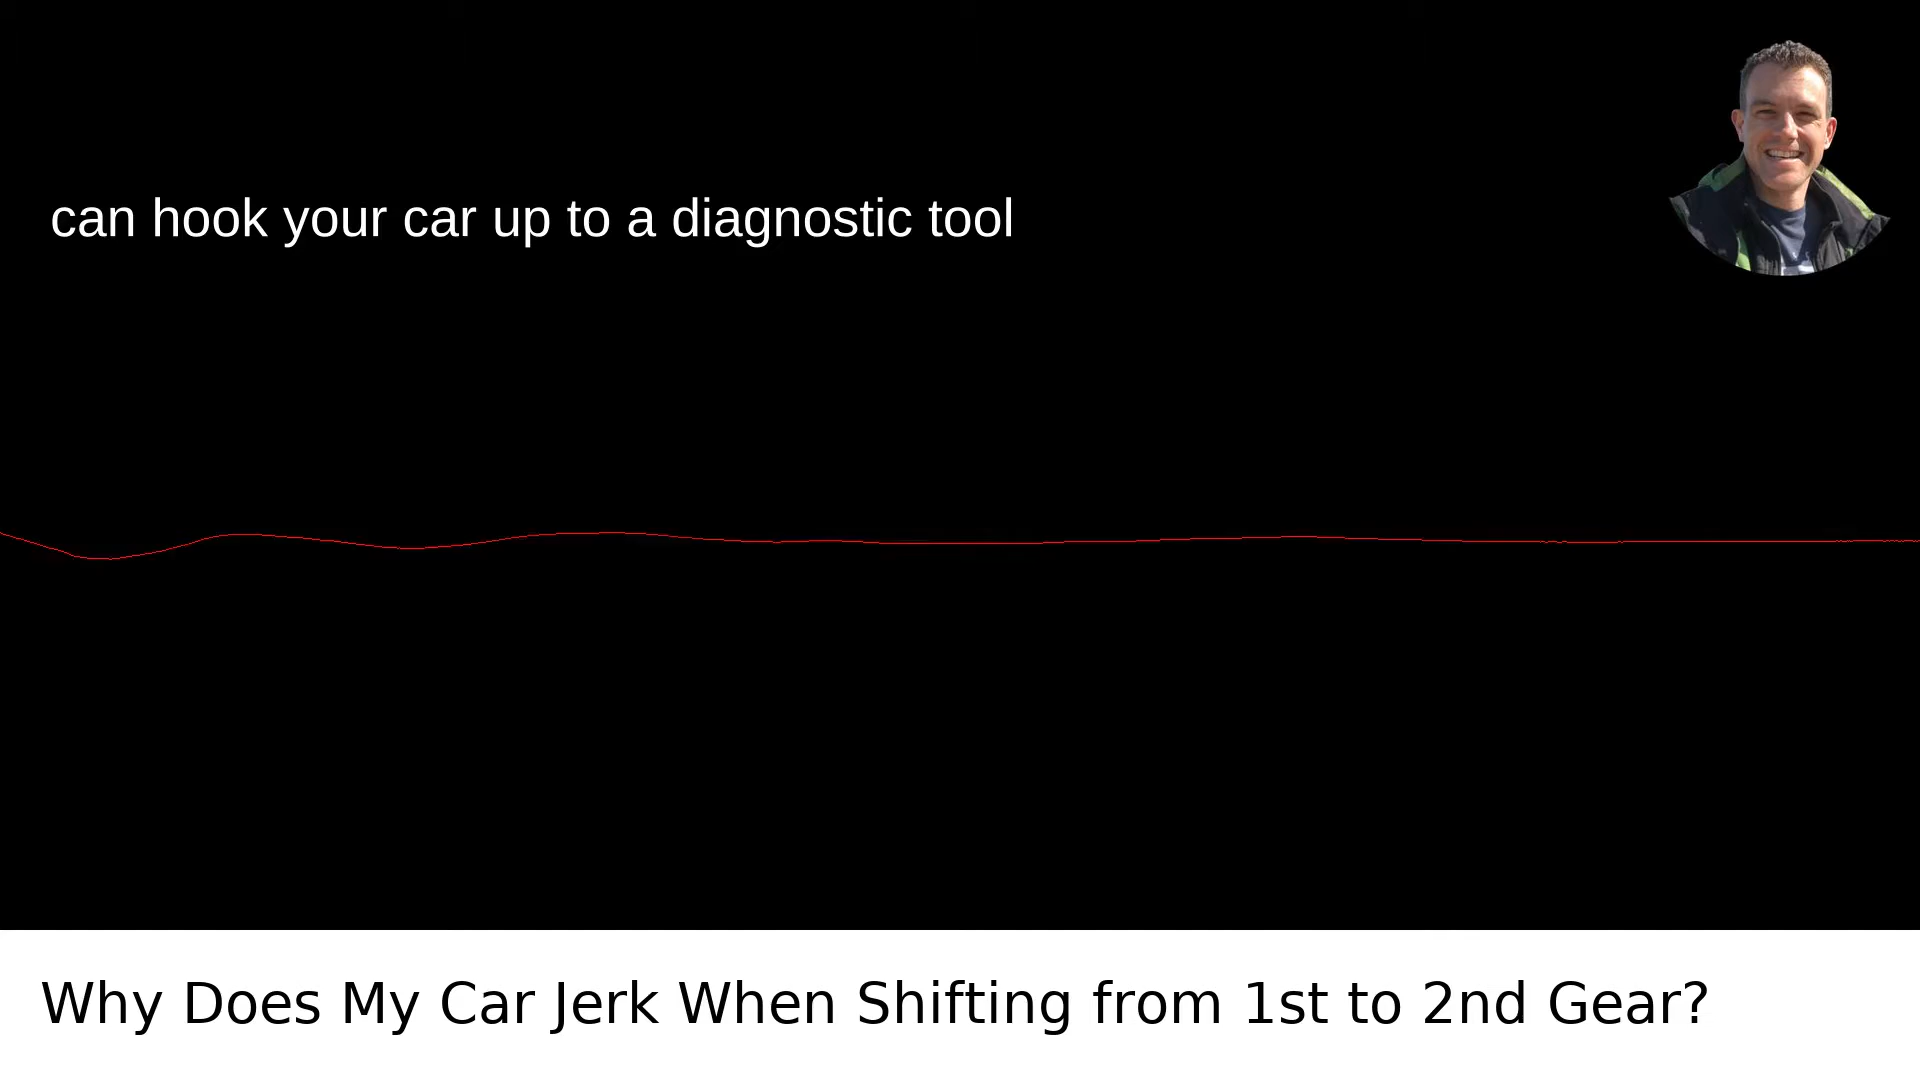 can hook your car up to a diagnostic tool
Why Does My Car Jerk When Shifting from 1st to 2nd Gear?